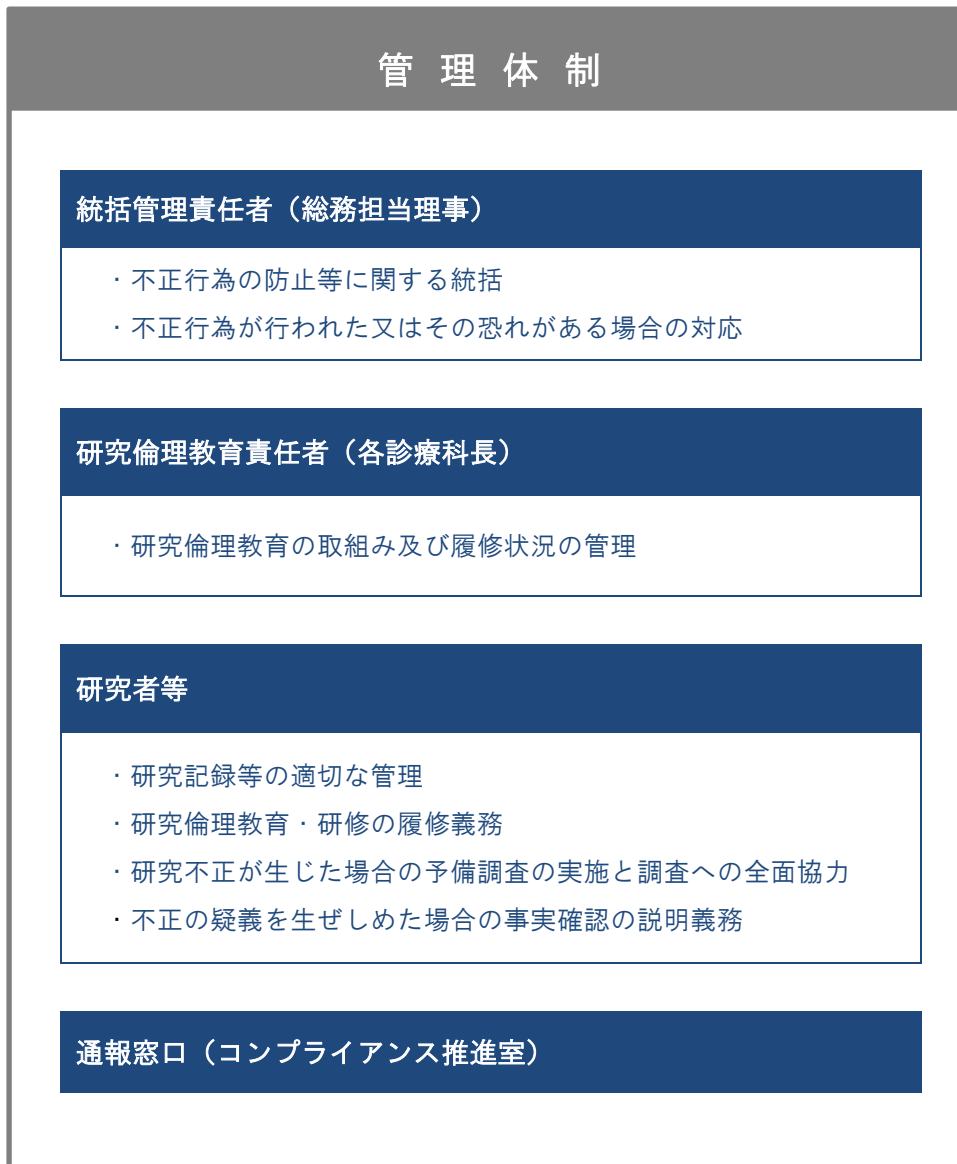 管理体制
統括管理責任者（総務担当理事）
・不正行為の防止等に関する統括
・不正行為が行われた又はその恐れがある場合の対応
研究倫理教育責任者（各診療科長）
・研究倫理教育の取組み及び履修状況の管理
研究者等
・研究記録等の適切な管理
・研究倫理教育・研修の履修義務
・研究不正が生じた場合の予備調査の実施と調査への全面協力
・不正の疑義を生ぜしめた場合の事実確認の説明義務
通報窓口（コンプライアンス推進室）